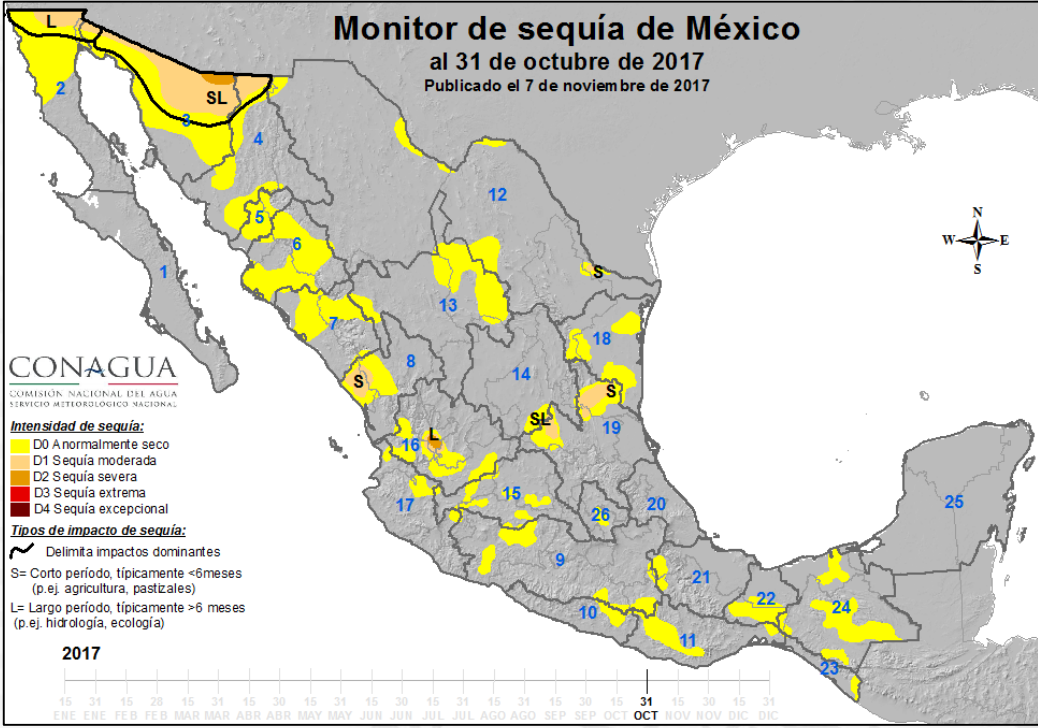 Monitor de sequía de México
al 31 de octubre de 2017
Publicado el 7 de noviembre de 2017
L
2
SL
3
4
12
5
6
S
1
13
7
18
N
W E
S
CONAGUA
COMISIÓN NACIONAL DEL AGUA
SERVICIO METEOROLÓGICO NACIONAL
8
14
S
S
SL
19
16
L
17
15
26
20
25
9
21
10
22
24
11
23
Intensidad de sequía:
D0 Anormalmente seco
D1 Sequía moderada
D2 Sequía severa
D3 Sequía extrema
D4 Sequía excepcional
Tipos de impacto de sequía:
Delimita impactos dominantes
S= Corto período, típicamente <6meses
(p.ej. agricultura, pastizales)
L= Largo período, típicamente >6 meses
(p.ej. hidrología, ecología)
2017
15 31 15 28 15 31 15 30 15 31 15 30 15 31 15 31 15 30 15 31 15 30 15 31
ENE ENE FEB FEB MAR MAR ABR ABR MAY MAY JUN JUN JUL JUL AGO AGO SEP SEP OCT OCT NOV NOV DIC DIC